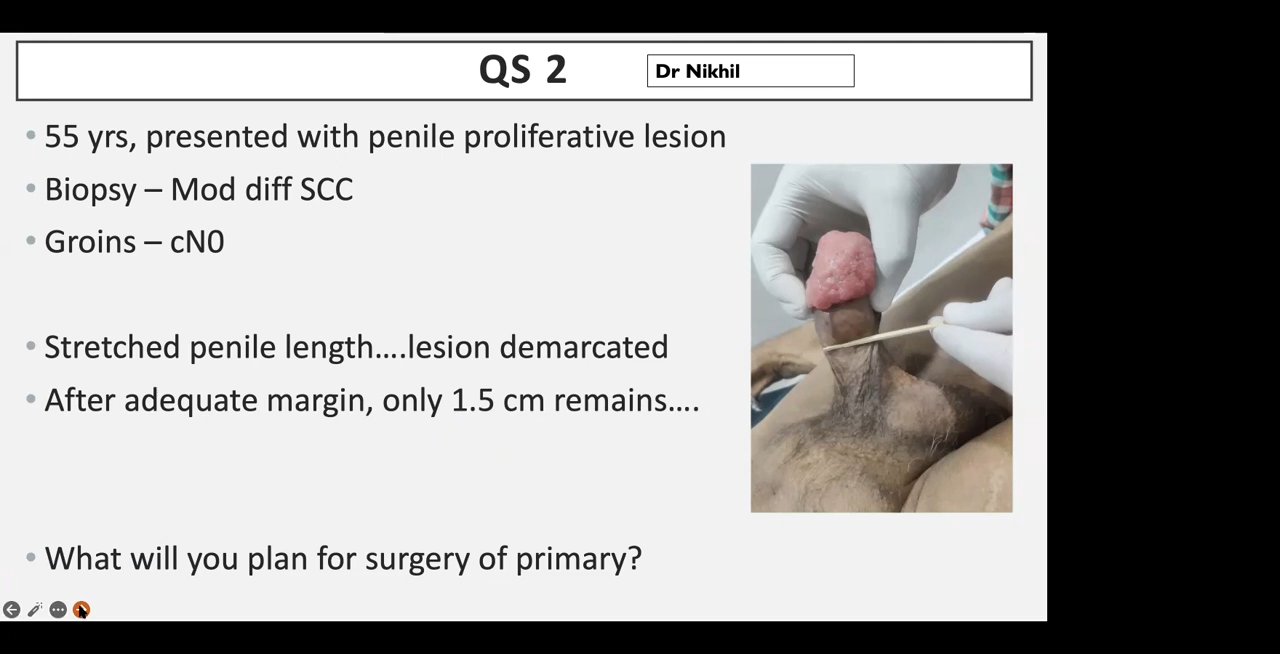 QS 2
Dr Nikhil
• 55 yrs, presented with penile proliferative lesion
• Biopsy – Mod diff SCC
• Groins – cN0
• Stretched penile length....lesion demarcated
• After adequate margin, only 1.5 cm remains....
• What will you plan for surgery of primary?